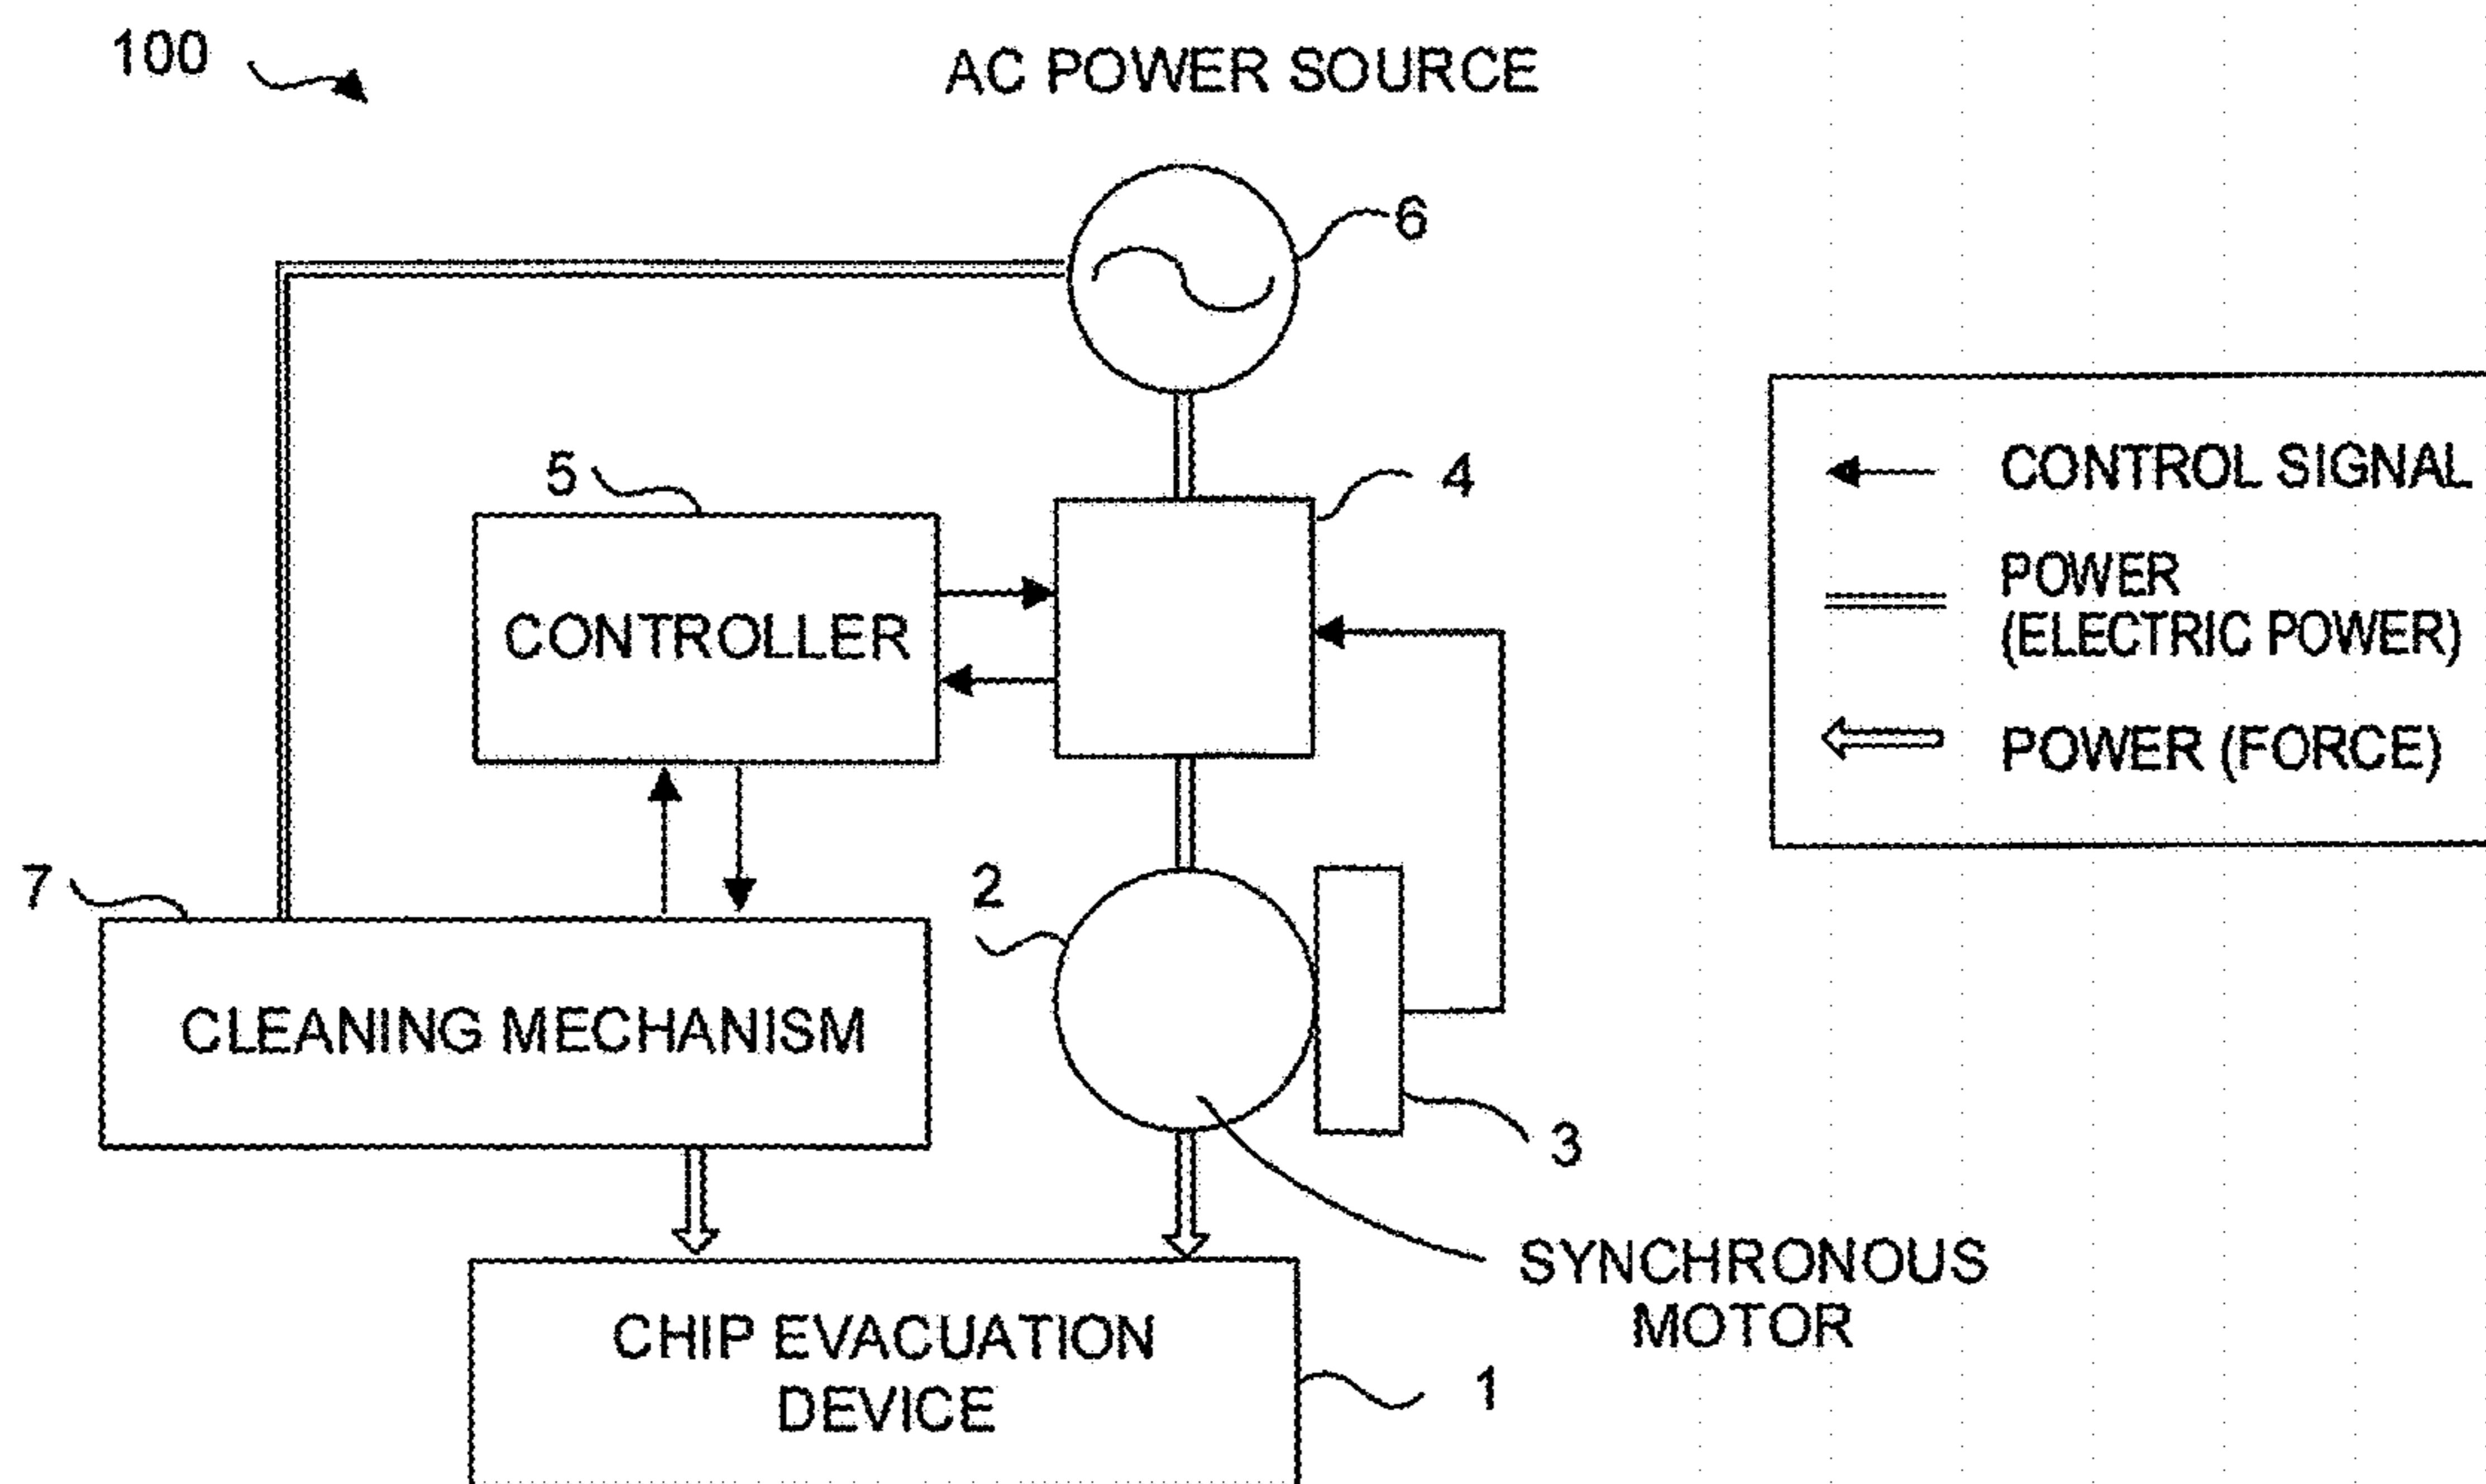 100
AC POWER SOURCE
6
5
4
CONTROL SIGNAL
POWER
(ELECTRIC POWER)
POWER (FORCE)
CONTROLLER
7
2
CLEANING MECHANISM
3
SYNCHRONOUS
MOTOR
CHIP EVACUATION
DEVICE
1